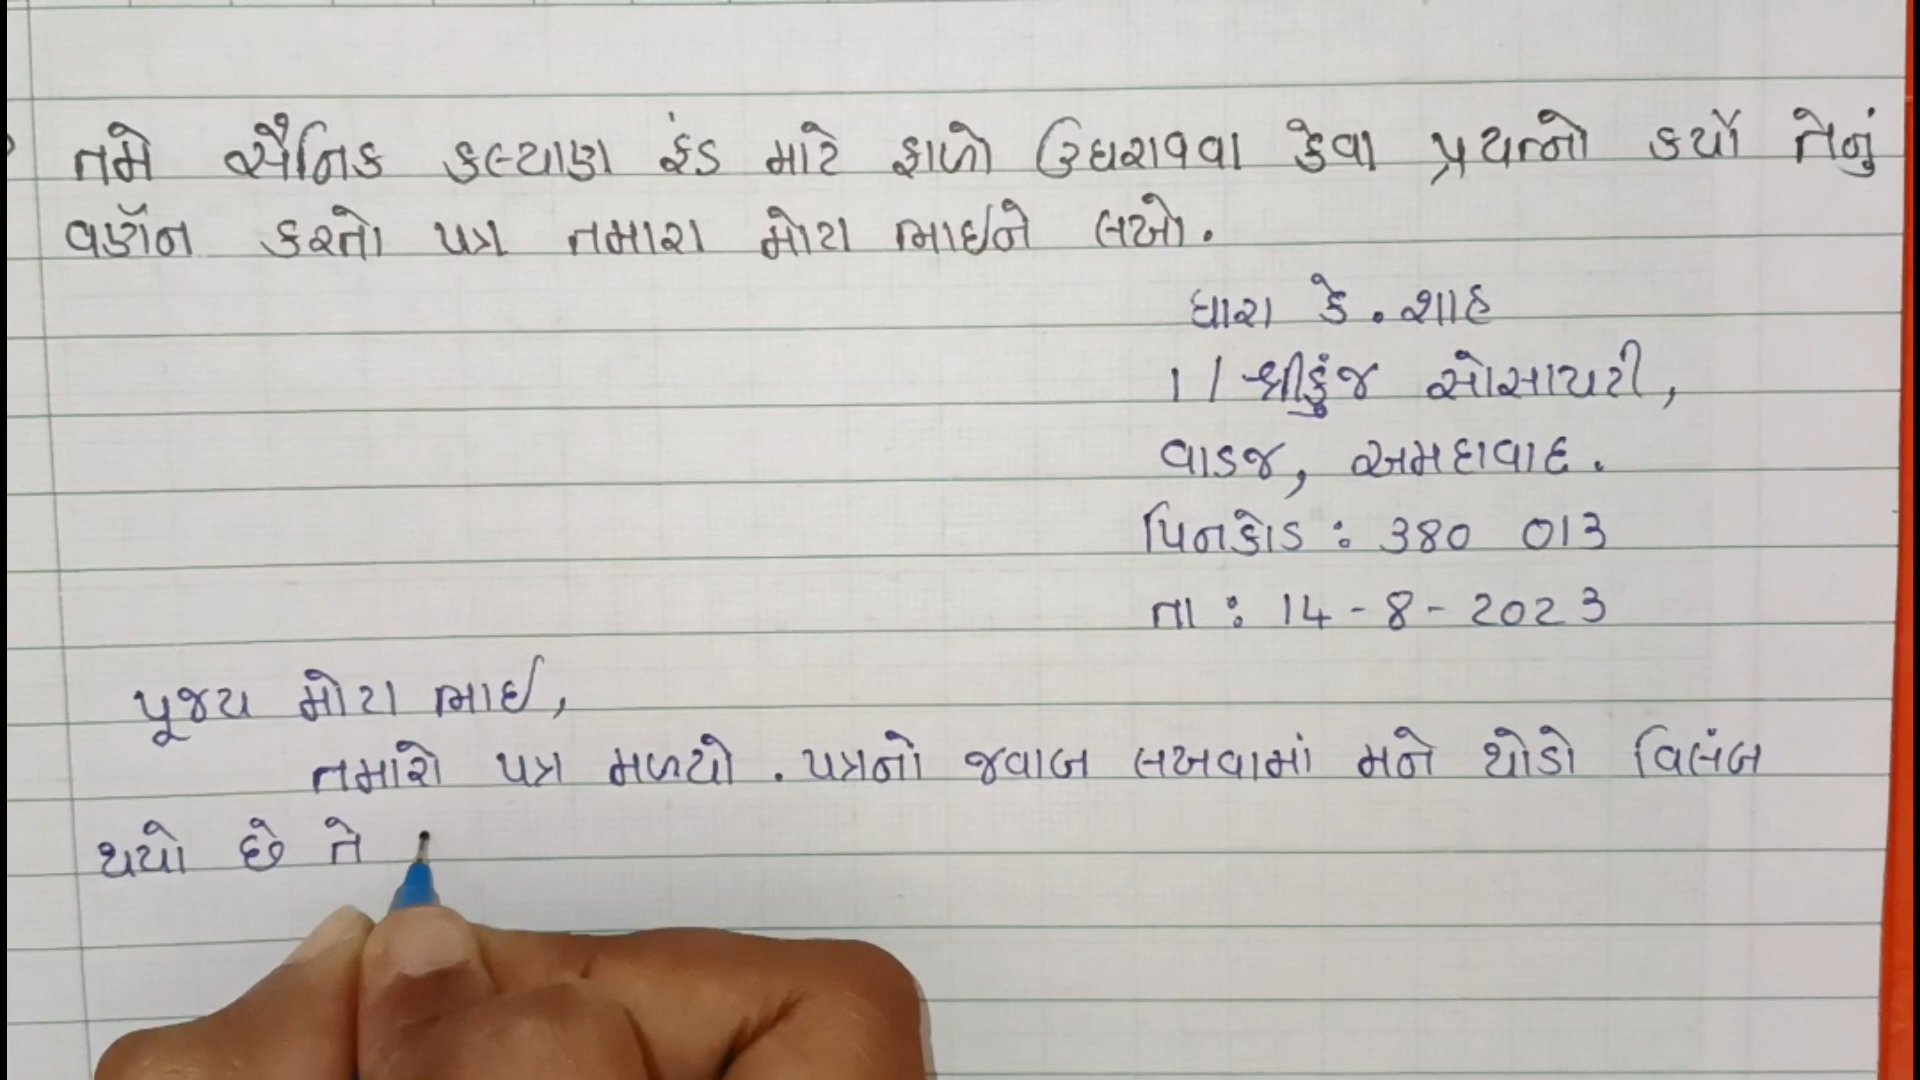 તમે સૈનિક કલ્યાણ ફંડ માટે ફાળો ઉઘરાવવા કેવા પ્રયત્નો કર્યા તેનું
વર્ણન કરતો પત્ર તમારા મોટા ભાઈને લખો.
ધારા કે. શાહ
11 શ્રીકુંજ સોસાયટી,
વાડજ, અમદાવાદ.
પિનકોડ : 380 013
તા : 14-8-2023
પૂજ્ય મોટા ભાઈ,
તમારો પત્ર મળ્યો. પત્રનો જવાબ લખવામાં મને થોડો વિલંબ
થયો છે તે